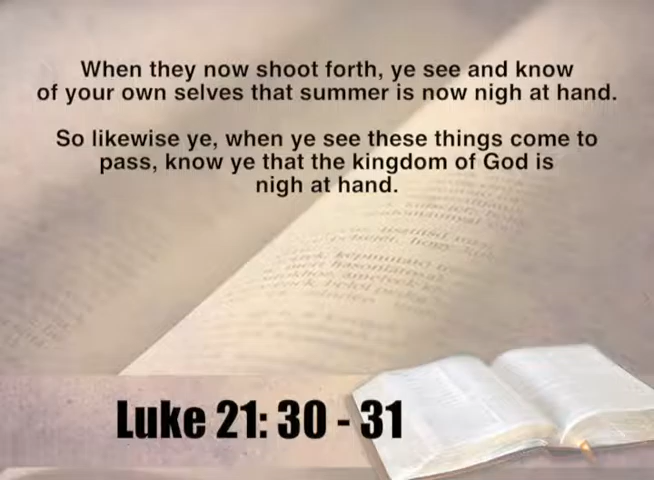 When they now shoot forth, ye see and know
of your own selves that summer is now nigh at hand.
So likewise ye, when ye see these things come to
pass, know ye that the kingdom of God is
nigh at hand.
Luke 21: 30 - 31